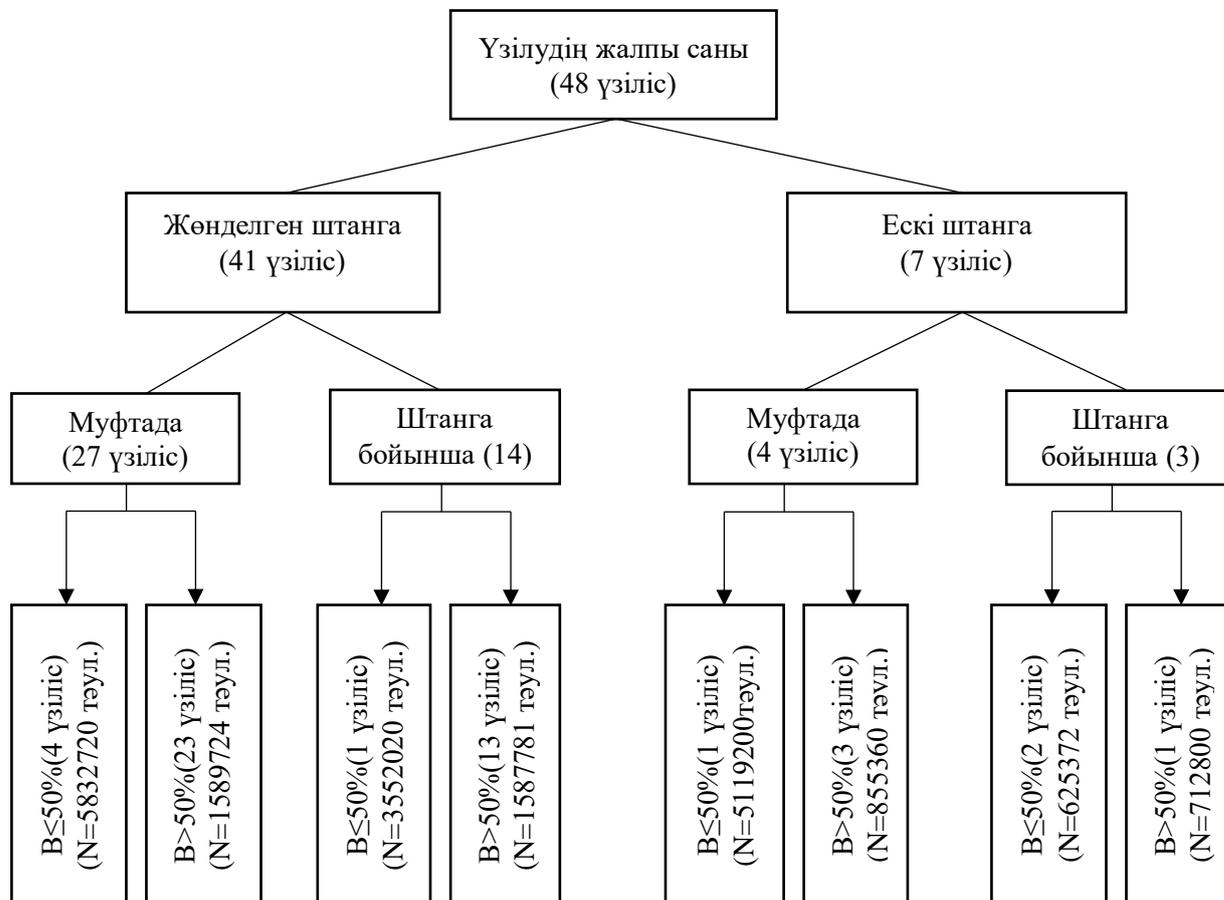 Үзілудің жалпы саны
(48 үзіліс)
Жөнделген штанга
(41 үзіліс)
Ескі штанга
(7 үзіліс)
Муфтада
(27 үзіліс)
Штанга
бойынша (14)
Муфтада
(4 үзіліс)
Штанга
бойынша (3)
В≤50%(4 үзіліс)
(N=5832720 тәул.)
В>50%(23 үзіліс)
(N=1589724 тәул.)
В≤50%(1 үзіліс)
(N=3552020 тәул.)
В>50%(13 үзіліс)
(N=1587781 тәул.)
В≤50%(1 үзіліс)
(N=5119200тәул.)
В>50%(3 үзіліс)
(N=855360 тәул.)
В≤50%(2 үзіліс)
(N=625372 тәул.)
В>50%(1 үзіліс)
(N=712800 тәул.)